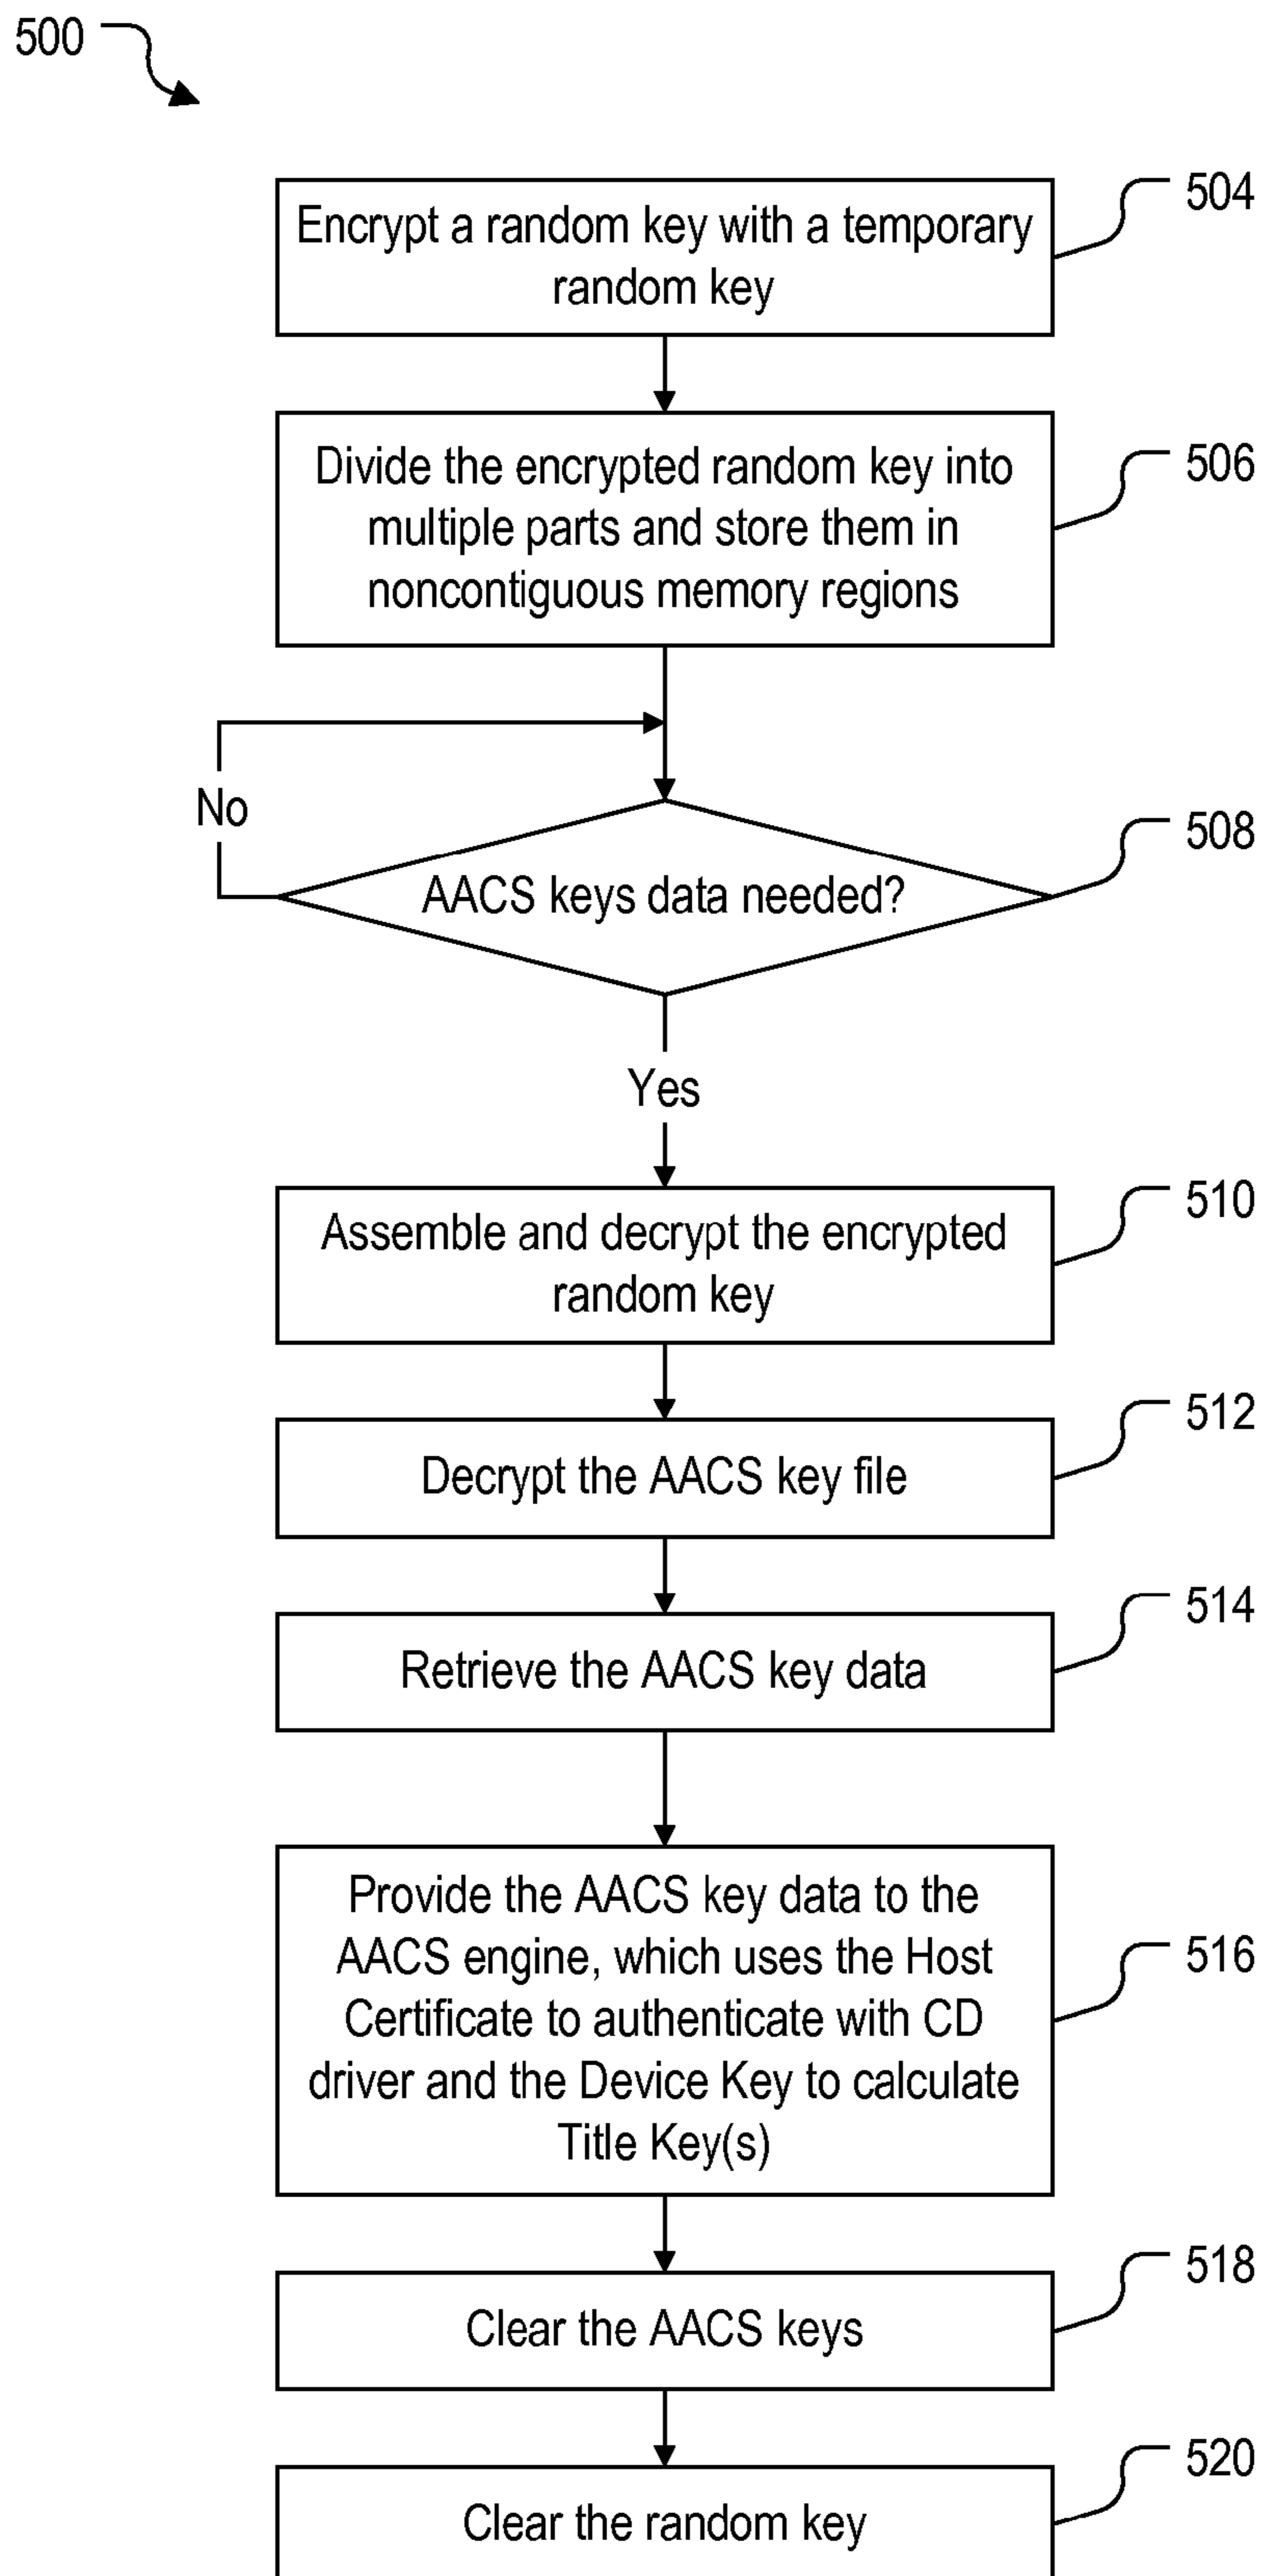 500
504
Encrypt a random key with a temporary
random key
506
Divide the encrypted random key into
multiple parts and store them in
noncontiguous memory regions
No
508
AACS keys data needed?
Yes
510
Assemble and decrypt the encrypted
random key
512
Decrypt the AACS key file
514
Retrieve the AACS key data
516
Provide the AACS key data to the
AACS engine, which uses the Host
Certificate to authenticate with CD
driver and the Device Key to calculate
Title Key(s)
518
Clear the AACS keys
520
Clear the random key